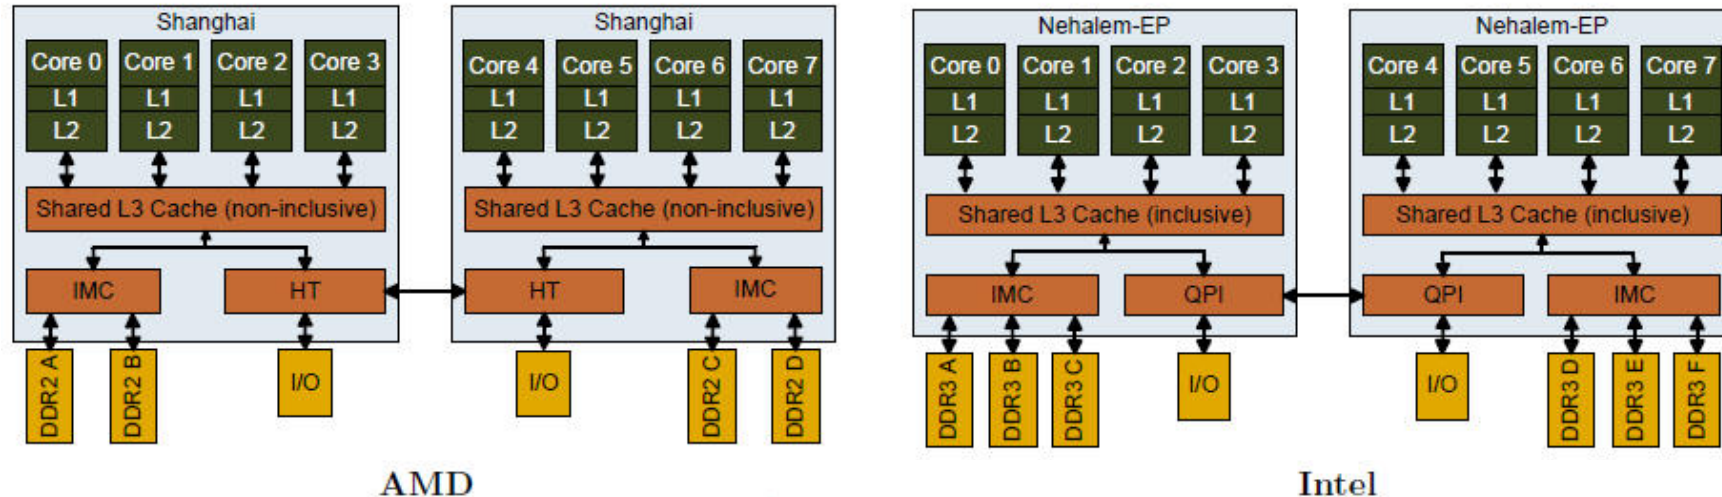 Shanghai
Core 0 Core 1 Core 2 Core 3
L1 L1 L1 L1
L2 L2 L2 L2
Shared L3 Cache (non-inclusive)
IMC HT
DDR2 A DDR2 B I/O
Shanghai
Core 4 Core 5 Core 6 Core 7
L1 L1 L1 L1
L2 L2 L2 L2
Shared L3 Cache (non-inclusive)
HT IMC
I/O DDR2 C DDR2 D
AMD
Nehalem-EP
Core 0 Core 1 Core 2 Core 3
L1 L1 L1 L1
L2 L2 L2 L2
Shared L3 Cache (inclusive)
IMC QPI
DDR3 A DDR3 B DDR3 C I/O
Nehalem-EP
Core 4 Core 5 Core 6 Core 7
L1 L1 L1 L1
L2 L2 L2 L2
Shared L3 Cache (inclusive)
QPI IMC
I/O DDR3 D DDR3 E DDR3 F
Intel